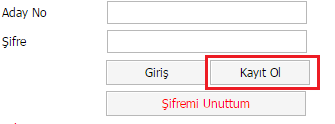 Aday No
Şifre
Giriş Kayıt Ol
Şifremi Unuttum